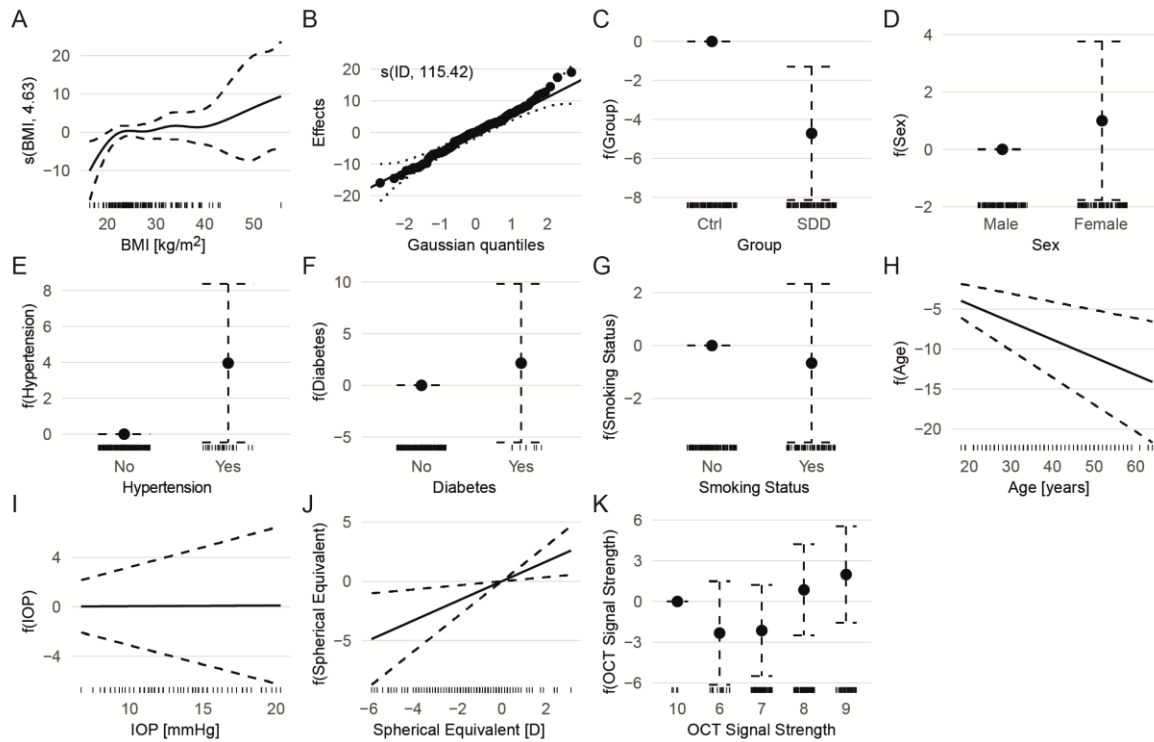 A
s(BMI, 4.63)
20
10
0
−10
20
30
40
50
BMI [kg/m²]
B
s(ID, 115.42)
Effects
20
10
0
−10
−20
−2
−1
0
1
2
Gaussian quantiles
C
f(Group)
0
−2
−4
−6
−8
Ctrl
SDD
Group
D
f(Sex)
4
2
0
−2
Male
Female
Sex
E
f(Hypertension)
8
6
4
2
0
No
Yes
Hypertension
F
f(Diabetes)
10
5
0
−5
No
Yes
Diabetes
G
f(Smoking Status)
2
0
−2
No
Yes
Smoking Status
H
f(Age)
−5
−10
−15
−20
20
30
40
50
60
Age [years]
I
f(IOP)
4
0
−4
10
15
20
IOP [mmHg]
J
f(Spherical Equivalent)
5
0
−5
−6
−4
−2
0
2
Spherical Equivalent [D]
K
f(OCT Signal Strength)
6
3
0
−3
−6
10
6
7
8
9
OCT Signal Strength